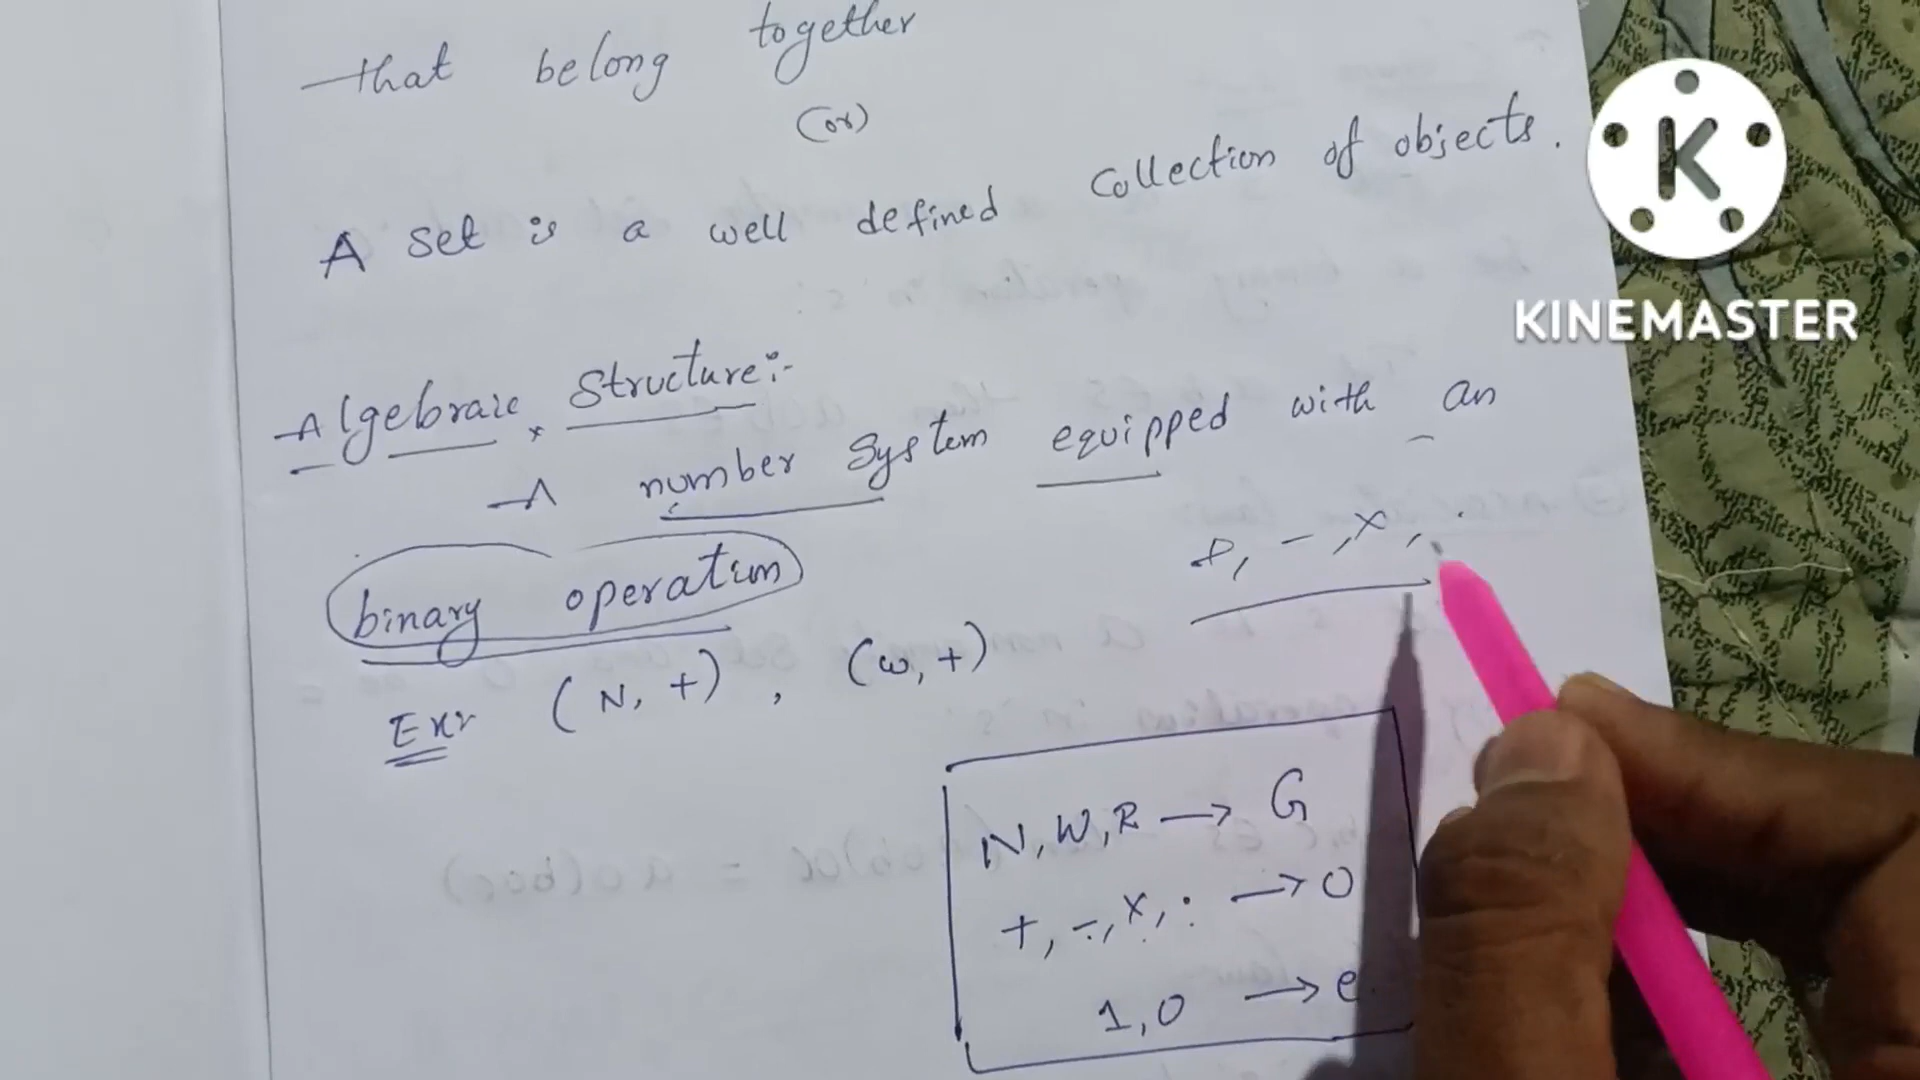 that belong together
(or)
A set is a well defined collection of objects.
Algebraic Structure:-
A number system equipped with an
+, -, x, .
binary operation
Ex:- (N, +), (W, +)
N, W, R → G
+, -, x, : → 0
1, 0 → e
K
KINEMASTER